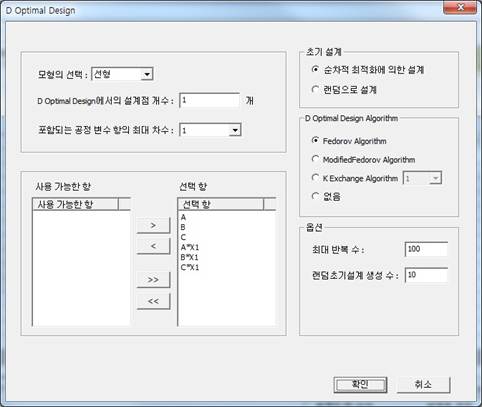 D Optimal Design
모형의 선택 : 선형
D Optimal Design에서의 설계점 개수 : 1 개
포함되는 공정 변수 항의 최대 차수 : 1
사용 가능한 항
사용 가능한 항
>
<
>>
<<
선택 항
선택 항
A
B
C
A*X1
B*X1
C*X1
초기 설계
순차적 최적화에 의한 설계
랜덤으로 설계
D Optimal Design Algorithm
Fedorov Algorithm
ModifiedFedorov Algorithm
K Exchange Algorithm 1
없음
옵션
최대 반복 수 : 100
랜덤초기설계 생성 수 : 10
확인
취소